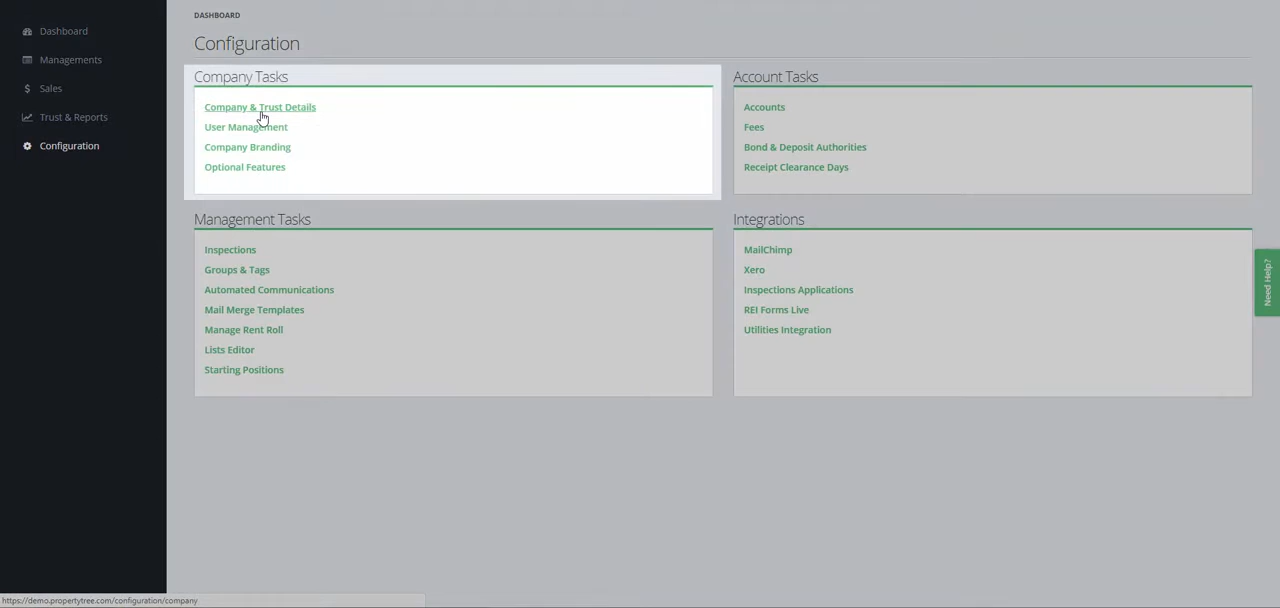 Dashboard
Managements
Sales
Trust & Reports
Configuration
DASHBOARD
Configuration
Company Tasks
Company & Trust Details
User Management
Company Branding
Optional Features
Account Tasks
Accounts
Fees
Bond & Deposit Authorities
Receipt Clearance Days
Management Tasks
Inspections
Groups & Tags
Automated Communications
Mail Merge Templates
Manage Rent Roll
Lists Editor
Starting Positions
Integrations
MailChimp
Xero
Inspections Applications
REI Forms Live
Utilities Integration
Need Help?
https://demo.propertytree.com/configuration/company